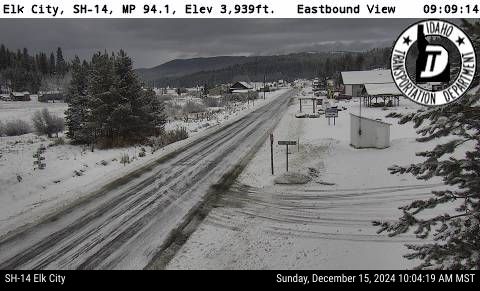 Elk City, SH-14, MP 94.1, Elev 3,939ft. Eastbound View 09:09:14
IDAHO
TRANSPORTATION DEPARTMENT
SH-14 Elk City Sunday, December 15, 2024 10:04:19 AM MST